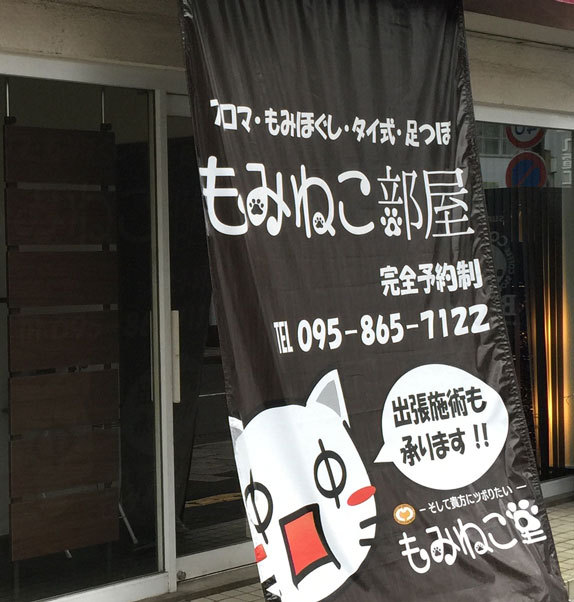 アロマ・もみほぐし・タイ式・足つぼ
もみねこ部屋
完全予約制
TEL 095-865-7122
出張施術も
承ります!!
−そして貴方にツボりたい−
もみねこ堂